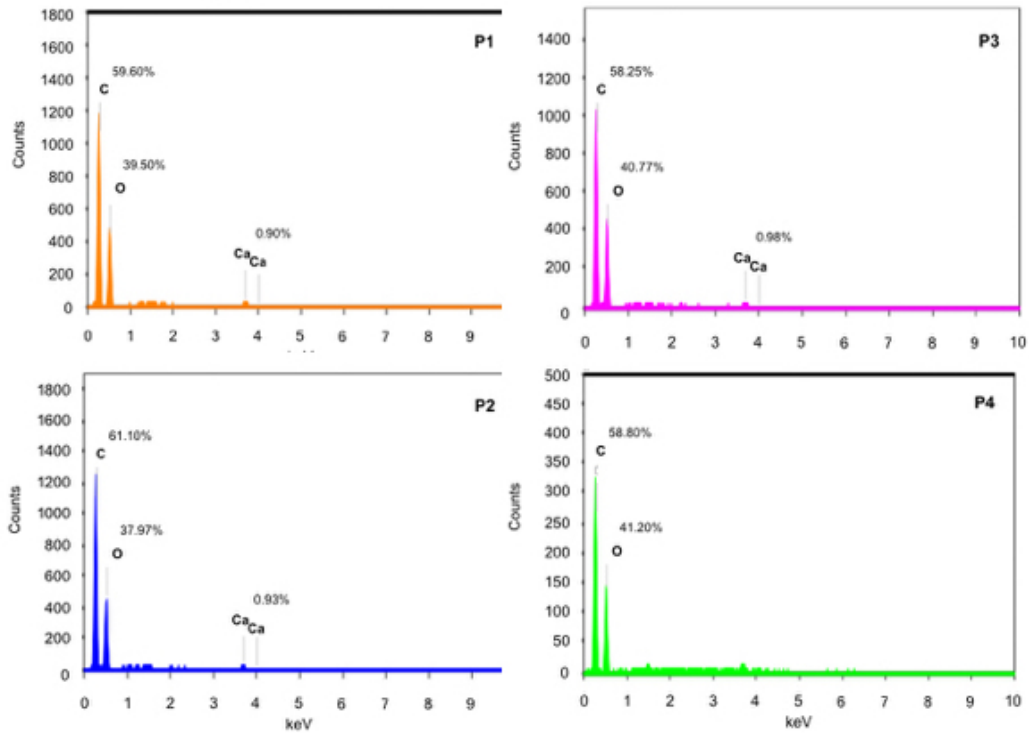 P1
1800
1600
1400
1200
1000
800
600
400
200
0
Counts
C
59.60%
O
39.50%
Ca
Ca
0.90%
0 1 2 3 4 5 6 7 8 9
P3
1400
1200
1000
800
600
400
200
0
Counts
C
58.25%
O
40.77%
Ca
Ca
0.98%
0 1 2 3 4 5 6 7 8 9 10
P2
1800
1600
1400
1200
1000
800
600
400
200
0
Counts
C
61.10%
O
37.97%
Ca
Ca
0.93%
0 1 2 3 4 5 6 7 8 9
keV
P4
500
450
400
350
300
250
200
150
100
50
0
Counts
C
58.80%
O
41.20%
0 1 2 3 4 5 6 7 8 9 10
keV